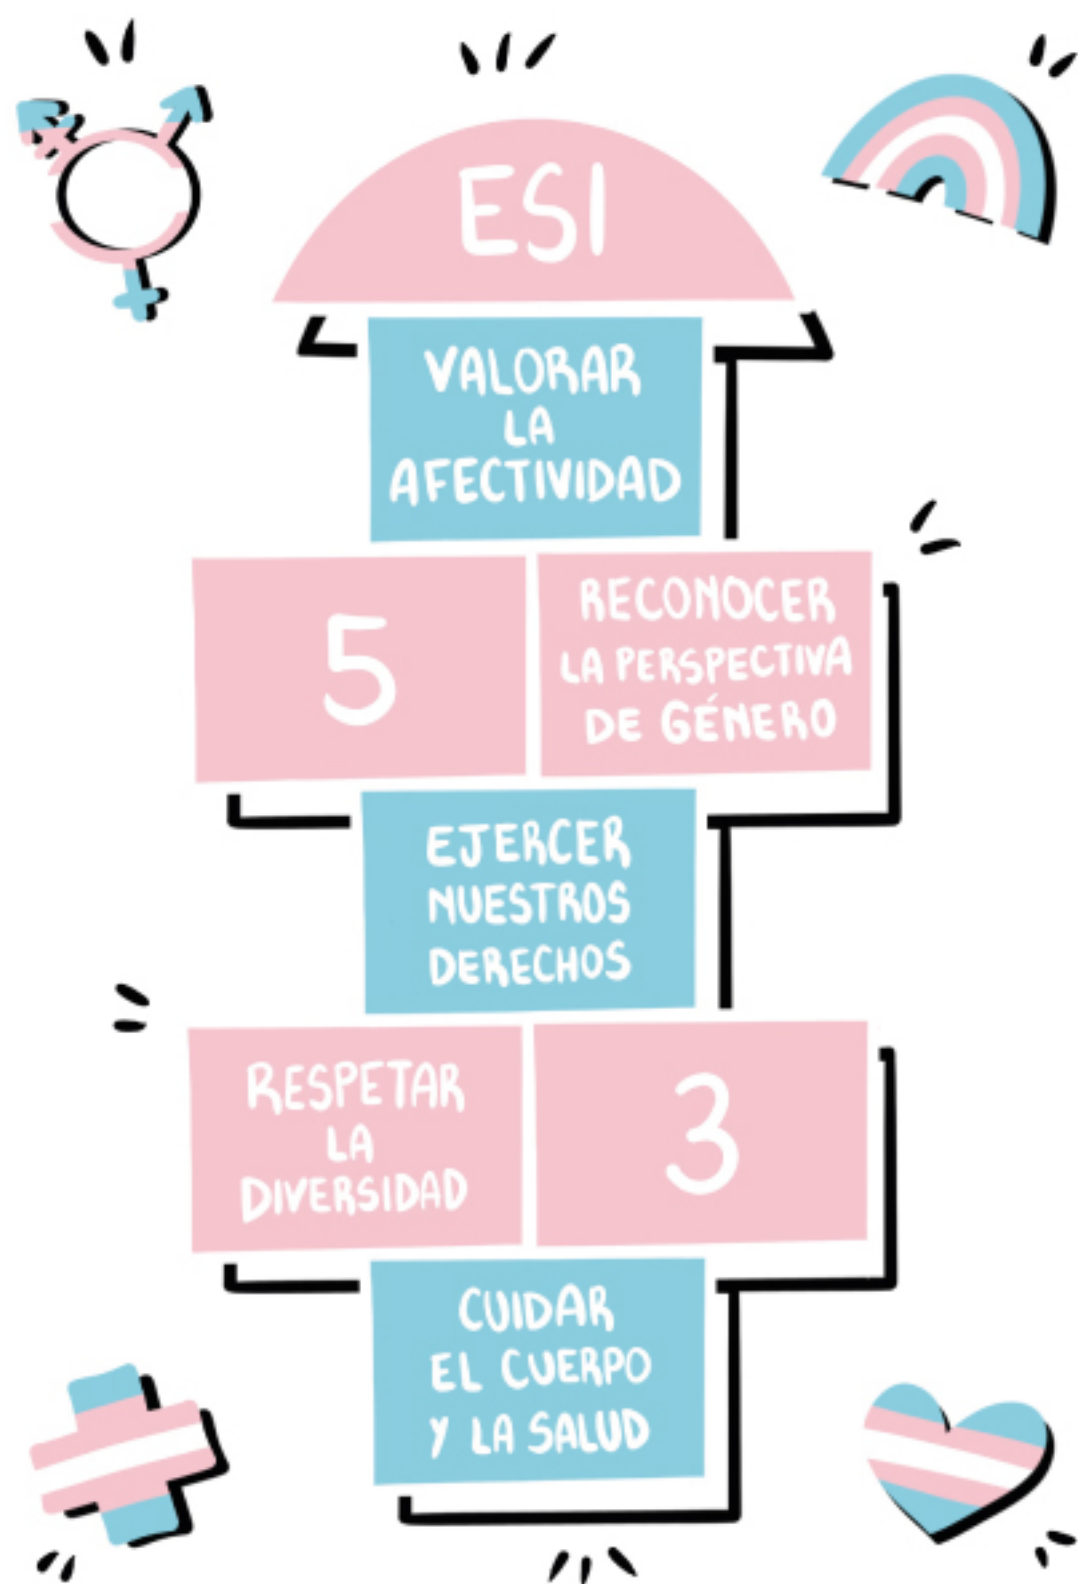 ESI
VALORAR
LA
AFECTIVIDAD
5
RECONOCER
LA PERSPECTIVA
DE GÉNERO
EJERCER
NUESTROS
DERECHOS
RESPETAR
LA
DIVERSIDAD
3
CUIDAR
EL CUERPO
Y LA SALUD